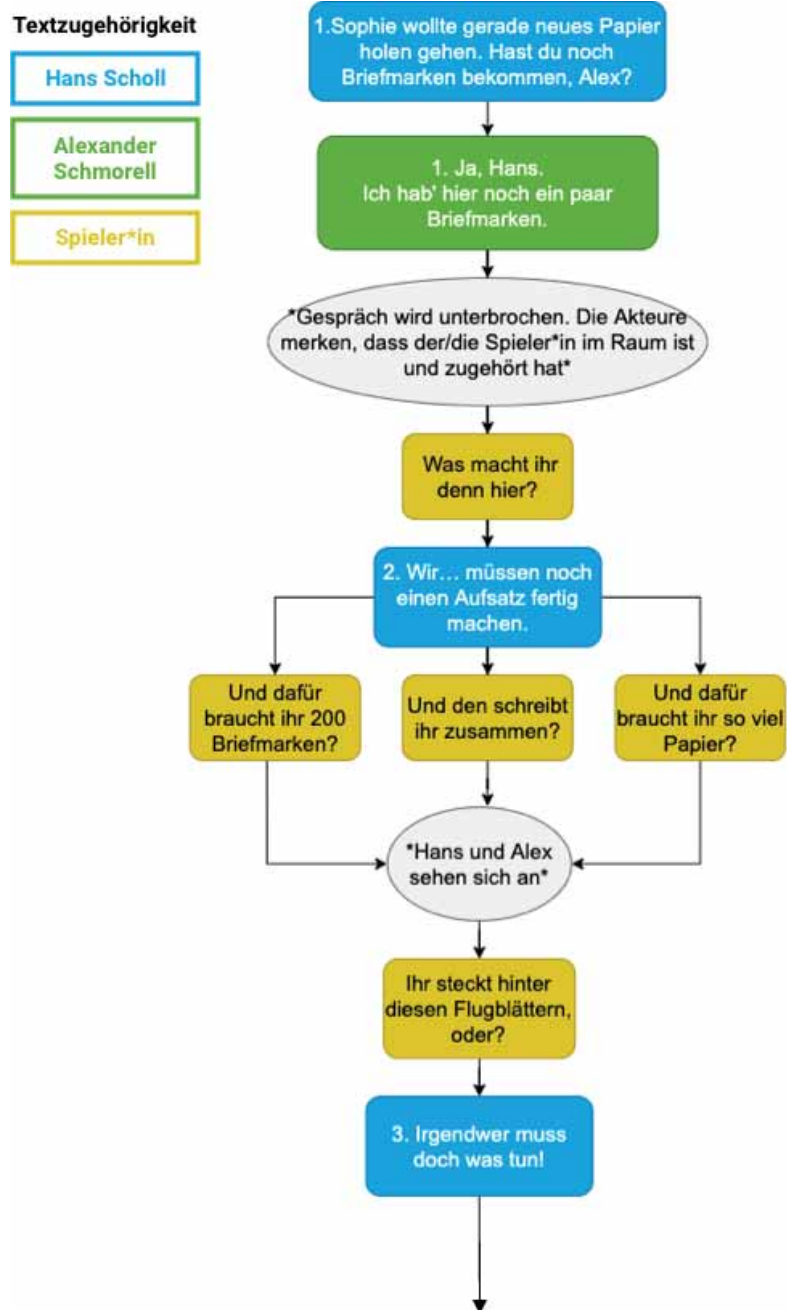 Textzugehörigkeit
Hans Scholl
Alexander
Schmorell
Spieler*in
1.Sophie wollte gerade neues Papier
holen gehen. Hast du noch
Briefmarken bekommen, Alex?
1. Ja, Hans.
Ich hab' hier noch ein paar
Briefmarken.
*Gespräch wird unterbrochen. Die Akteure
merken, dass der/die Spieler*in im Raum ist
und zugehört hat*
Was macht ihr
denn hier?
2. Wir... müssen noch
einen Aufsatz fertig
machen.
Und dafür
braucht ihr 200
Briefmarken?
Und den schreibt
ihr zusammen?
Und dafür
braucht ihr so viel
Papier?
*Hans und Alex
sehen sich an*
Ihr steckt hinter
diesen Flugblättern,
oder?
3. Irgendwer muss
doch was tun!